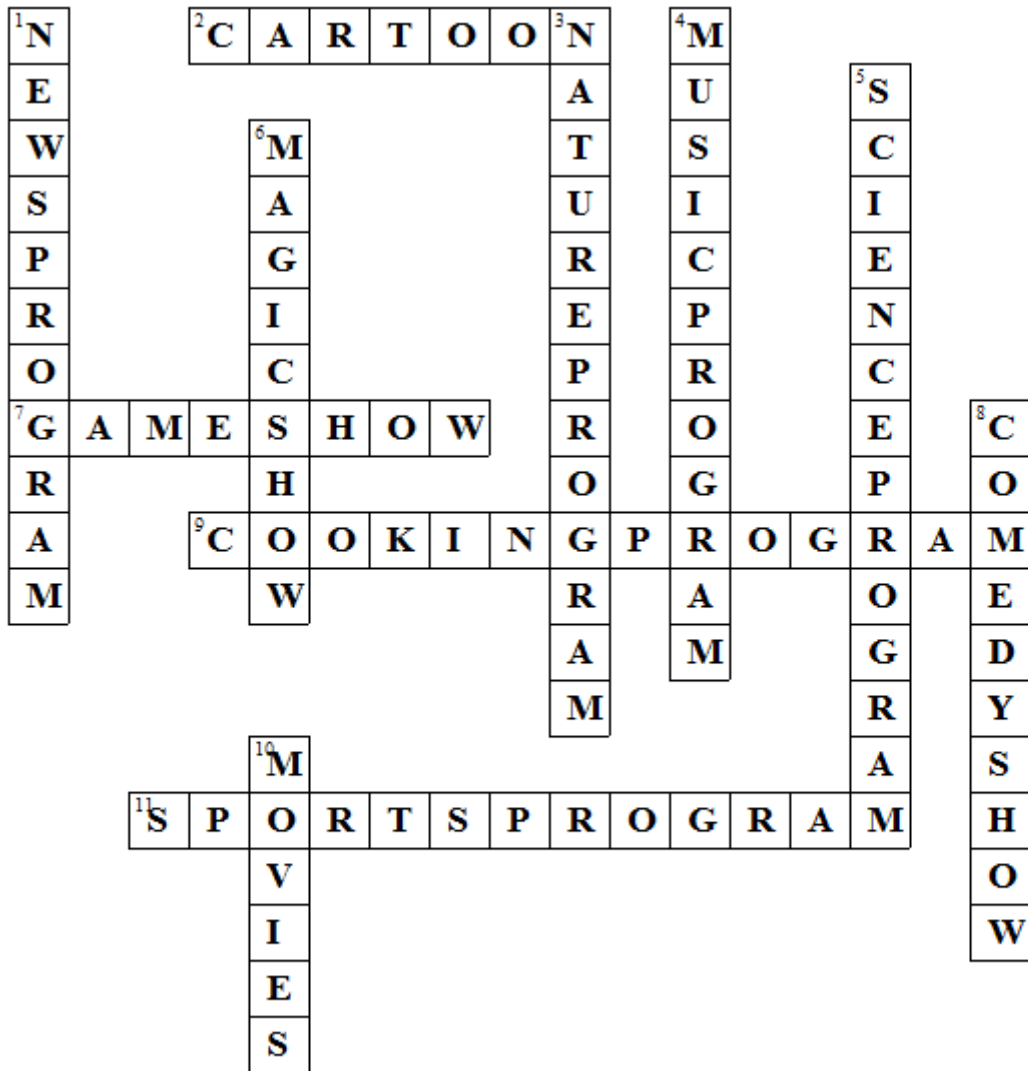 1 NEWSPROGRAM
2 CARTOON
3 NATUREPROGRAM
4 MUSICPROGRAM
5 SCIENCEPROGRAM
6 MAGICSHOW
7 GAMESHOW
8 COMEDYSHOW
9 COOKINGPROGRAM
10 MOVIES
11 SPORTSPROGRAM